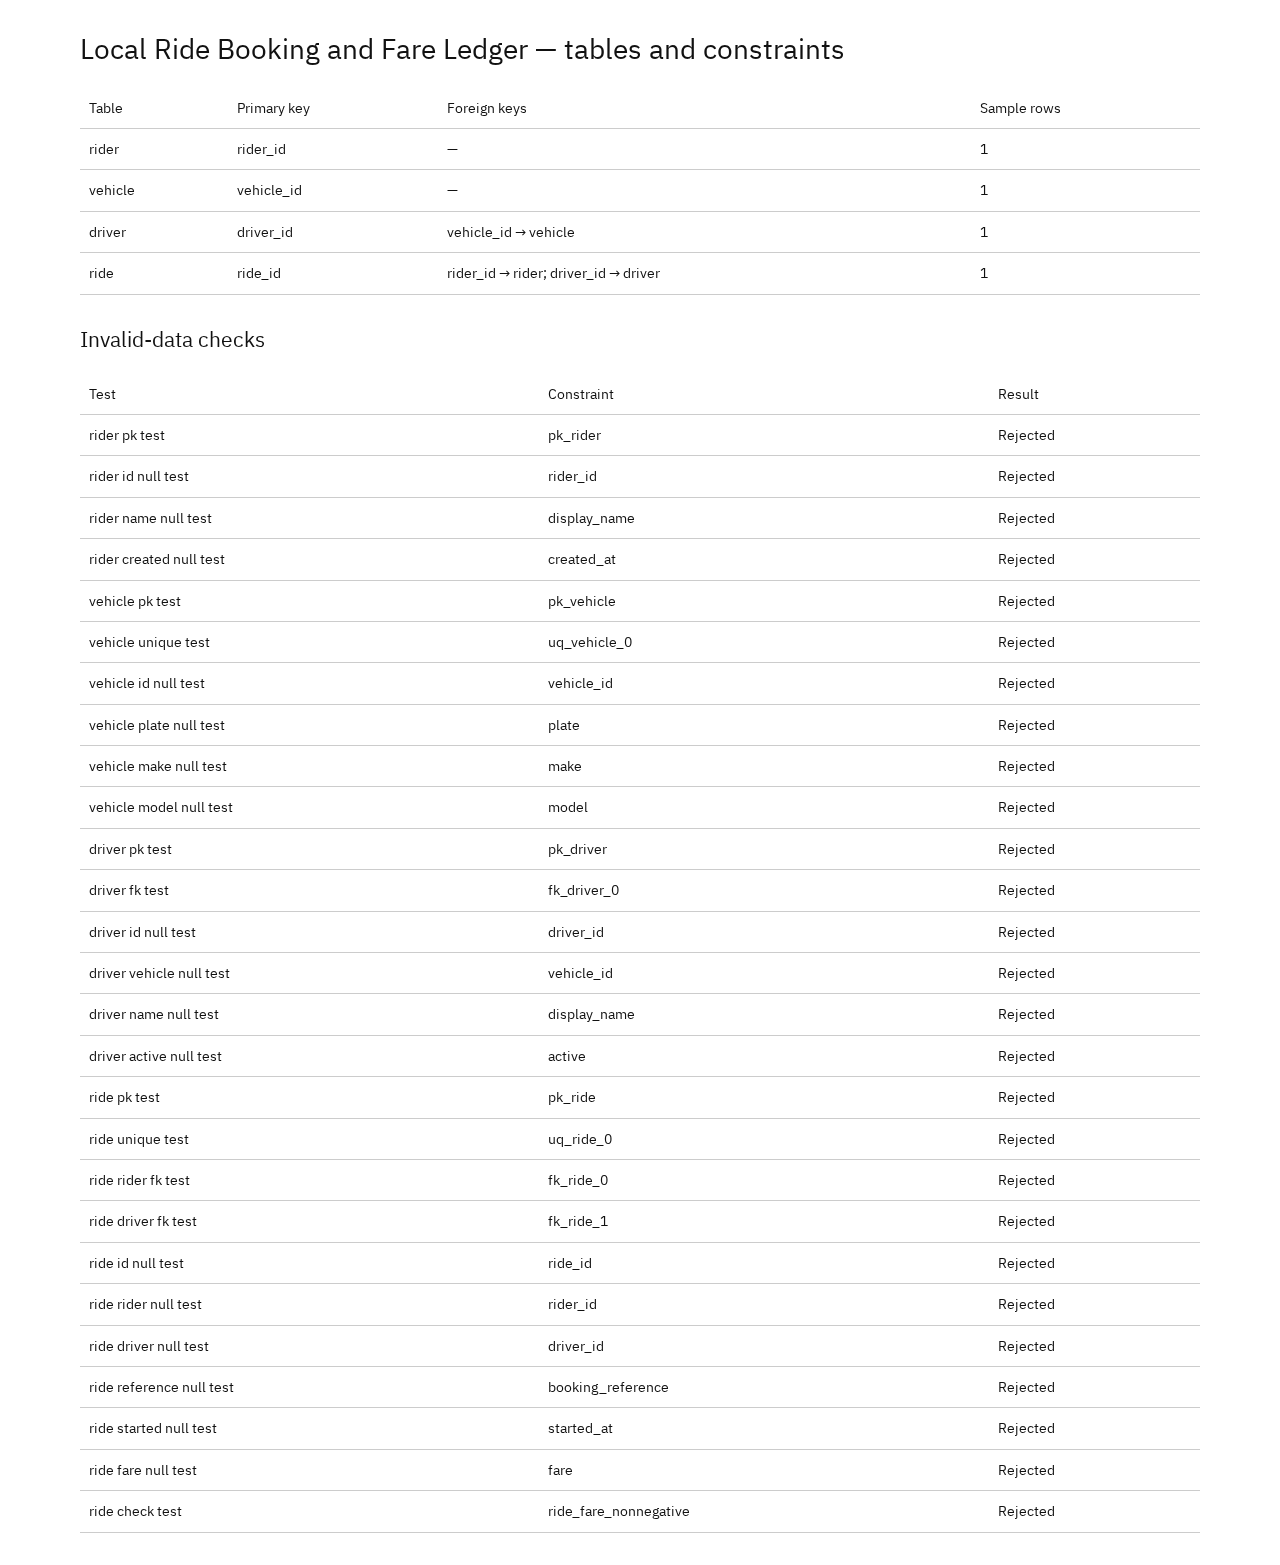 Local Ride Booking and Fare Ledger — tables and constraints
Table Primary key Foreign keys Sample rows
rider rider_id — 1
vehicle vehicle_id — 1
driver driver_id vehicle_id → vehicle 1
ride ride_id rider_id → rider; driver_id → driver 1
Invalid-data checks
Test Constraint Result
rider pk test pk_rider Rejected
rider id null test rider_id Rejected
rider name null test display_name Rejected
rider created null test created_at Rejected
vehicle pk test pk_vehicle Rejected
vehicle unique test uq_vehicle_0 Rejected
vehicle id null test vehicle_id Rejected
vehicle plate null test plate Rejected
vehicle make null test make Rejected
vehicle model null test model Rejected
driver pk test pk_driver Rejected
driver fk test fk_driver_0 Rejected
driver id null test driver_id Rejected
driver vehicle null test vehicle_id Rejected
driver name null test display_name Rejected
driver active null test active Rejected
ride pk test pk_ride Rejected
ride unique test uq_ride_0 Rejected
ride rider fk test fk_ride_0 Rejected
ride driver fk test fk_ride_1 Rejected
ride id null test ride_id Rejected
ride rider null test rider_id Rejected
ride driver null test driver_id Rejected
ride reference null test booking_reference Rejected
ride started null test started_at Rejected
ride fare null test fare Rejected
ride check test ride_fare_nonnegative Rejected